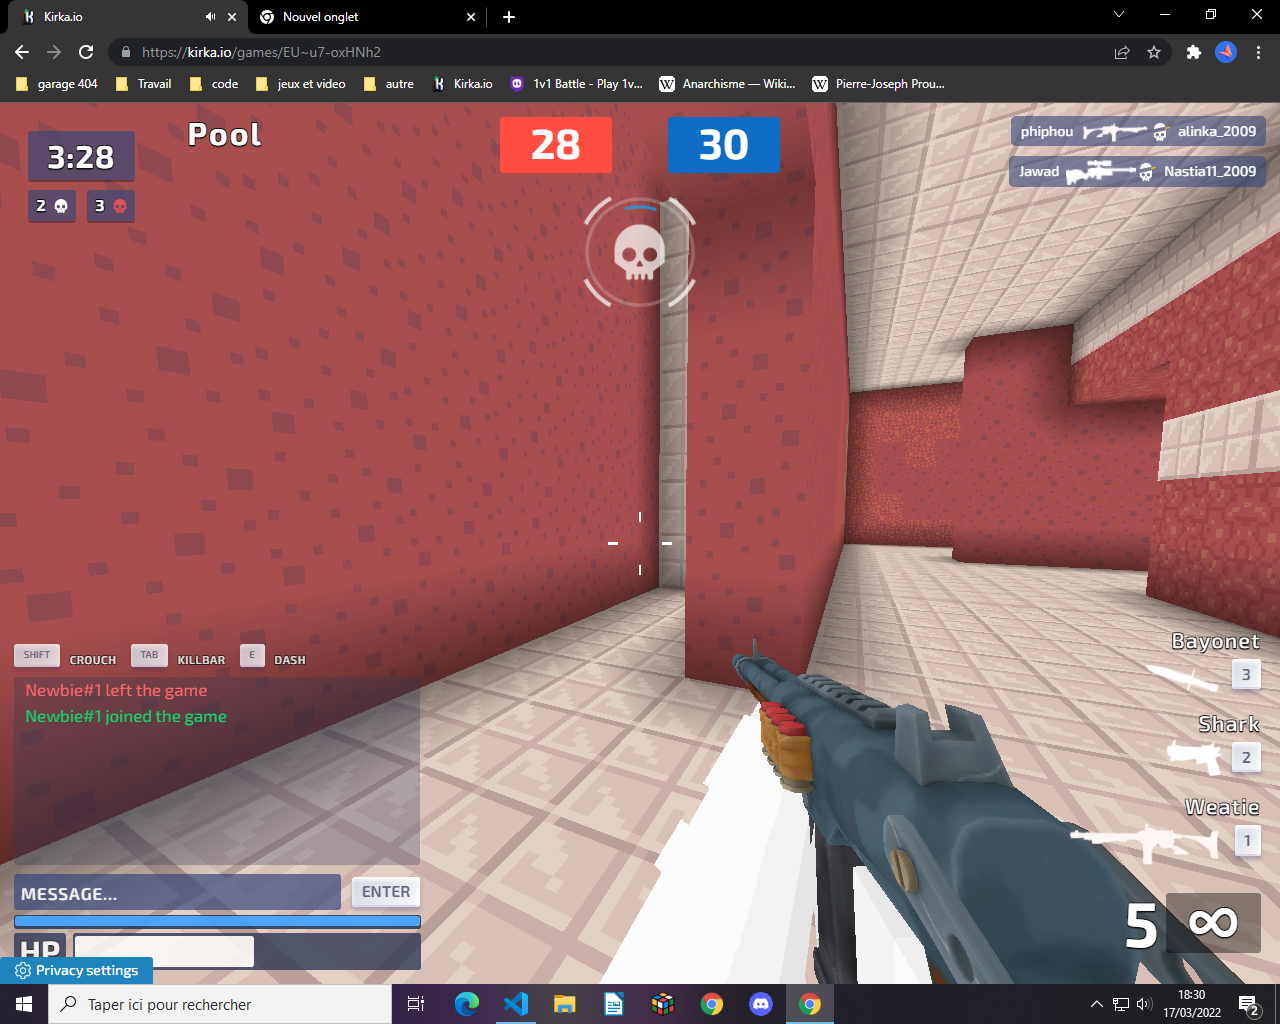 Kirka.io
Nouvel onglet
https://kirka.io/games/EU~u7-oxHNh2
garage 404
Travail
code
jeux et video
autre
Kirka.io
1v1 Battle - Play 1v...
Anarchisme — Wiki...
Pierre-Joseph Prou...
3:28
Pool
28
30
phiphou
alinka_2009
Jawad
Nastia11_2009
2
3
SHIFT CROUCH TAB KILLBAR E DASH
Newbie#1 left the game
Newbie#1 joined the game
Bayonet
3
Shark
2
Weatie
1
MESSAGE...
ENTER
5 ∞
HP
Privacy settings
Taper ici pour rechercher
18:30
17/03/2022
2